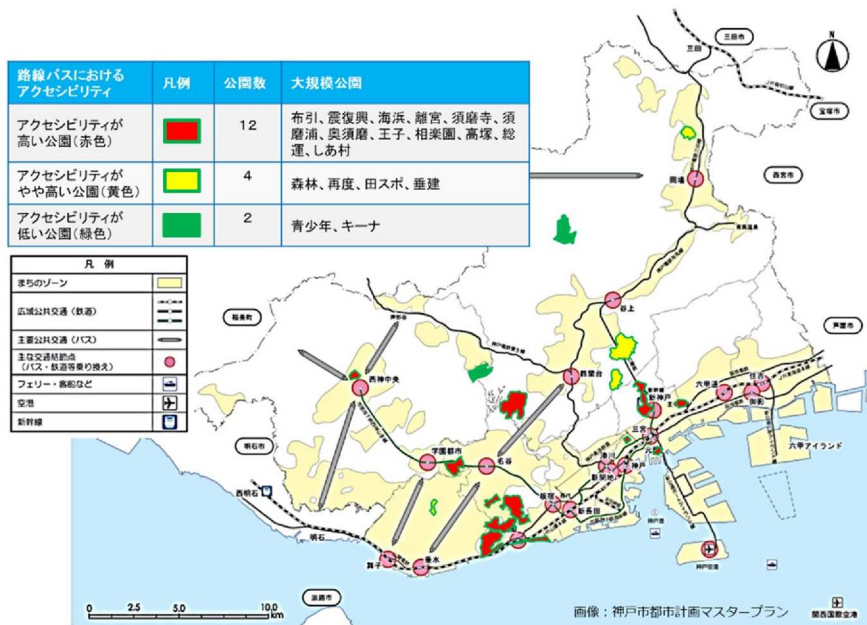 路線バスにおける
アクセシビリティ
凡例
公園数
大規模公園
アクセシビリティが
高い公園(赤色)
12
布引、震復興、海浜、離宮、須磨寺、須
磨浦、奥須磨、王子、相楽園、高塚、総
運、しあ村
アクセシビリティが
やや高い公園(黄色)
4
森林、再度、田スポ、垂建
アクセシビリティが
低い公園(緑色)
2
青少年、キーナ
凡 例
まちのゾーン
広域公共交通(鉄道)
主要公共交通(バス)
主な交通結節点
(バス・鉄道等乗り換え)
フェリー・客船など
空港
新幹線
N
三田
三田市
宝塚市
西宮市
岡場
谷上
稲美町
芦屋市
西神中央
鈴蘭台
新神戸
六甲道
住吉
御影
三宮
明石市
学園都市
名谷
湊川
新開地
神戸
六甲アイランド
西明石
板宿
新長田
明石
舞子
垂水
神戸空港
淡路市
0
2.5
5.0
10.0
km
画像:神戸市都市計画マスタープラン
関西国際空港